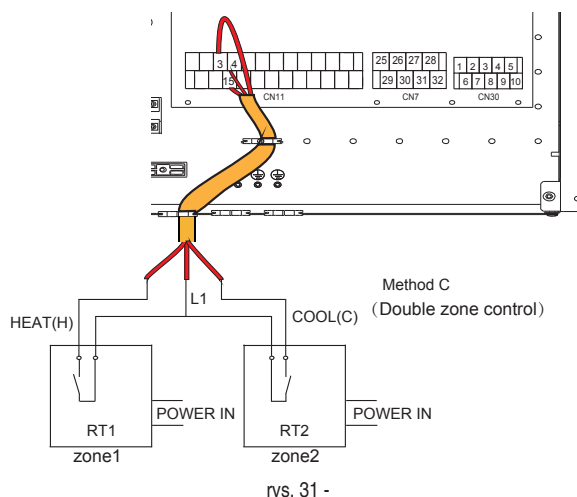 3 4
15
CN11
25 26 27 28
29 30 31 32
CN7
1 2 3 4 5
6 7 8 9 10
CN30
HEAT(H)
L1
COOL(C)
Method C
(Double zone control)
RT1
POWER IN
zone1
RT2
POWER IN
zone2
rys. 31 -